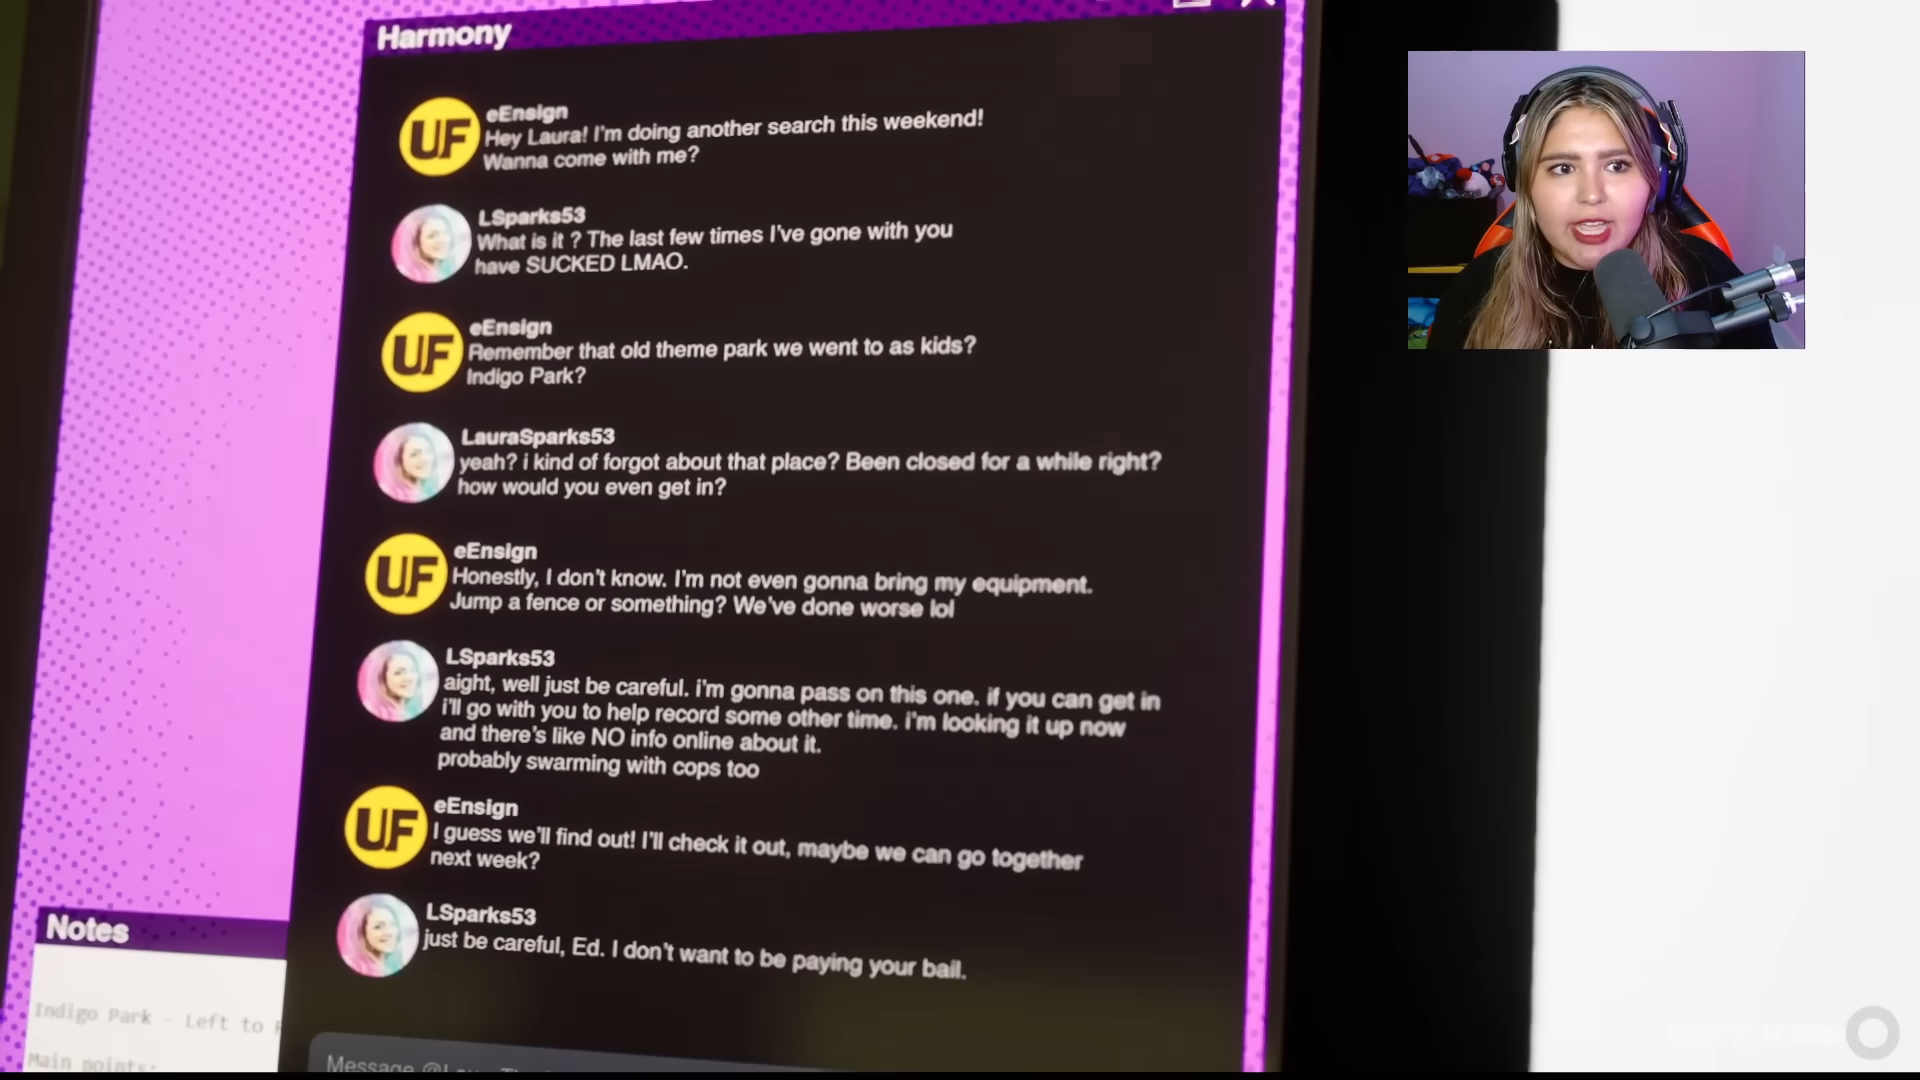 Harmony
UF
eEnsign
Hey Laura! I'm doing another search this weekend!
Wanna come with me?
LSparks53
What is it ? The last few times I've gone with you
have SUCKED LMAO.
UF
eEnsign
Remember that old theme park we went to as kids?
Indigo Park?
LauraSparks53
yeah? i kind of forgot about that place? Been closed for a while right?
how would you even get in?
UF
eEnsign
Honestly, I don't know. I'm not even gonna bring my equipment.
Jump a fence or something? We've done worse lol
LSparks53
aight, well just be careful. i'm gonna pass on this one. if you can get in
i'll go with you to help record some other time. i'm looking it up now
and there's like NO info online about it.
probably swarming with cops too
UF
eEnsign
I guess we'll find out! I'll check it out, maybe we can go together
next week?
LSparks53
just be careful, Ed. I don't want to be paying your bail.
Notes
Indigo Park - Left to
Main points:
Message